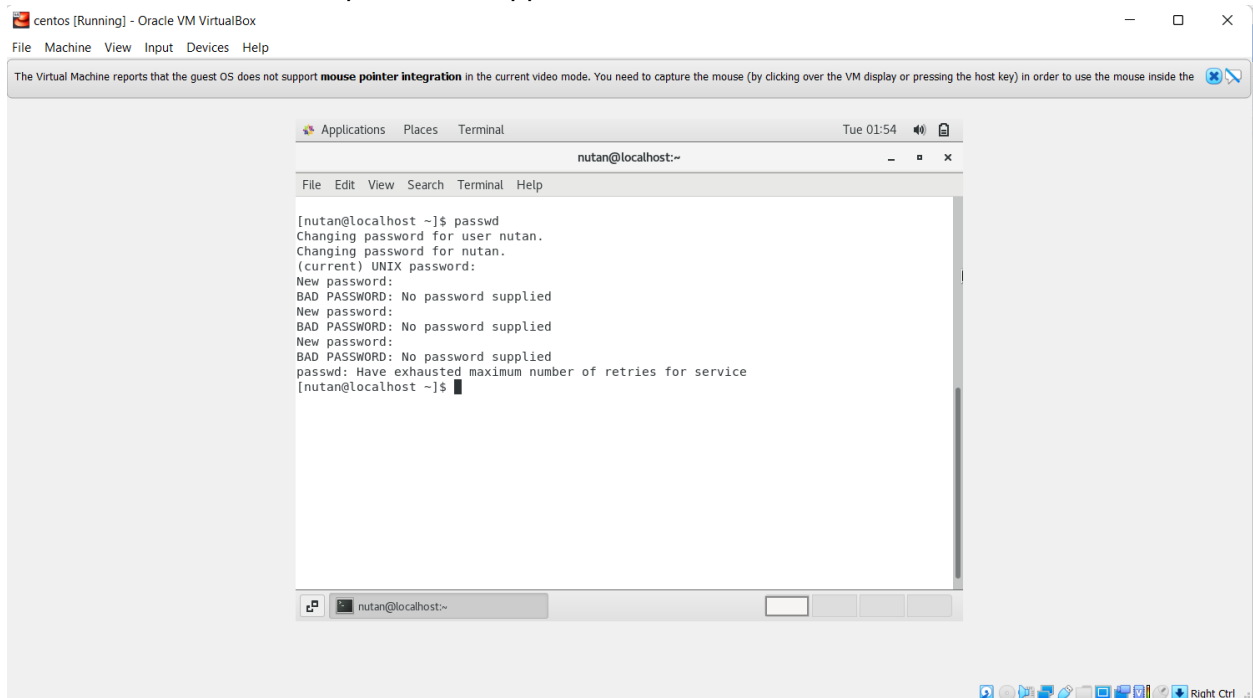 centos [Running] - Oracle VM VirtualBox
File Machine View Input Devices Help
The Virtual Machine reports that the guest OS does not support mouse pointer integration in the current video mode. You need to capture the mouse (by clicking over the VM display or pressing the host key) in order to use the mouse inside the
Applications Places Terminal Tue 01:54
nutan@localhost:~
File Edit View Search Terminal Help
[nutan@localhost ~]$ passwd
Changing password for user nutan.
Changing password for nutan.
(current) UNIX password:
New password:
BAD PASSWORD: No password supplied
New password:
BAD PASSWORD: No password supplied
New password:
BAD PASSWORD: No password supplied
passwd: Have exhausted maximum number of retries for service
[nutan@localhost ~]$
nutan@localhost:~
Right Ctrl